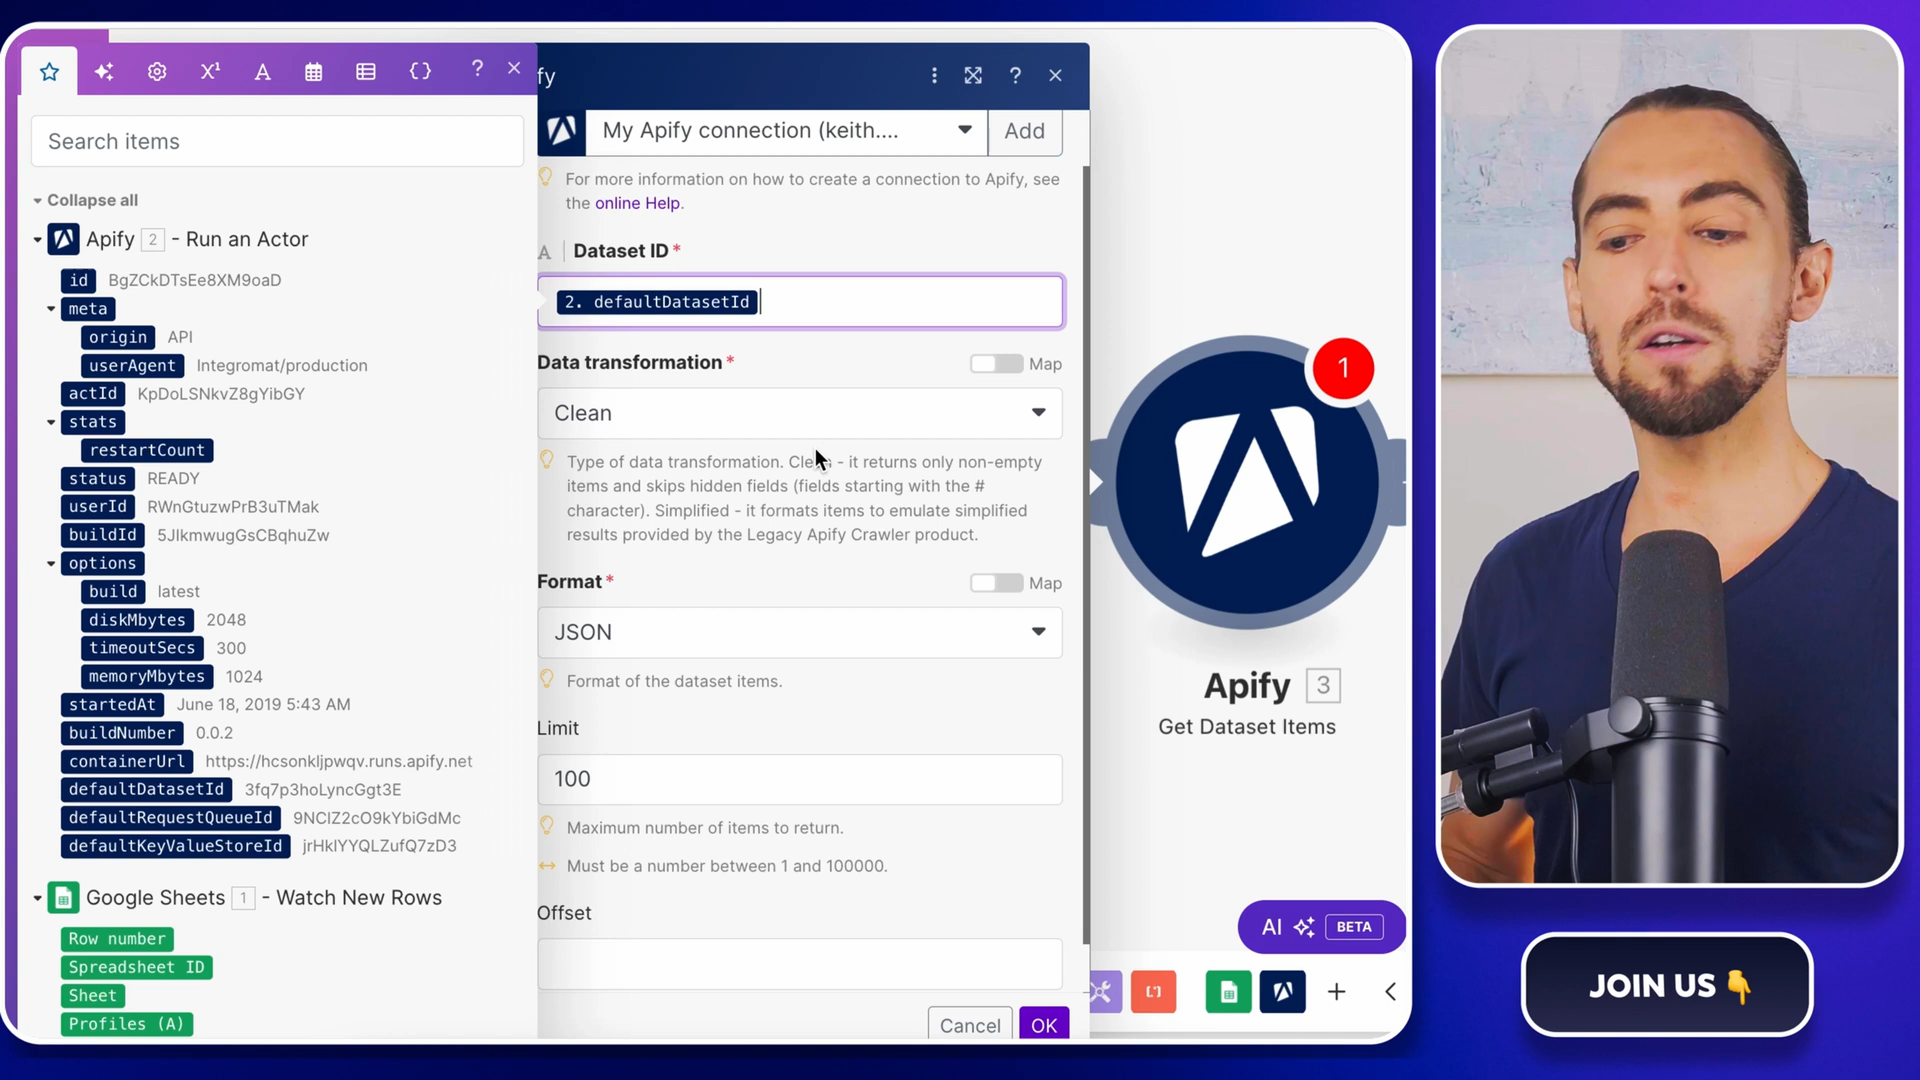 ?
Search items
Collapse all
Apify 2 - Run an Actor
id BgZCkDTsEe8XM9oaD
meta
origin API
userAgent Integromat/production
actId KpDoLSNkvZ8gYibGY
stats
restartCount
status READY
userId RWnGtuzwPrB3uTMak
buildId 5JIkmwugGsCBqhuZw
options
build latest
diskMbytes 2048
timeoutSecs 300
memoryMbytes 1024
startedAt June 18, 2019 5:43 AM
buildNumber 0.0.2
containerUrl https://hcsonkljpwqv.runs.apify.net
defaultDatasetId 3fq7p3hoLyncGgt3E
defaultRequestQueueId 9NClZ2cO9kYbiGdMc
defaultKeyValueStoreId jrHklYYQLZufQ7zD3
Google Sheets 1 - Watch New Rows
Row number
Spreadsheet ID
Sheet
Profiles (A)
fy
?
My Apify connection (keith....
Add
For more information on how to create a connection to Apify, see
the online Help.
A Dataset ID *
2. defaultDatasetId
Data transformation * Map
Clean
Type of data transformation. Clean - it returns only non-empty
items and skips hidden fields (fields starting with the #
character). Simplified - it formats items to emulate simplified
results provided by the Legacy Apify Crawler product.
Format * Map
JSON
Format of the dataset items.
Limit
100
Maximum number of items to return.
Must be a number between 1 and 100000.
Offset
Cancel OK
1
Apify 3
Get Dataset Items
AI BETA
JOIN US 👇